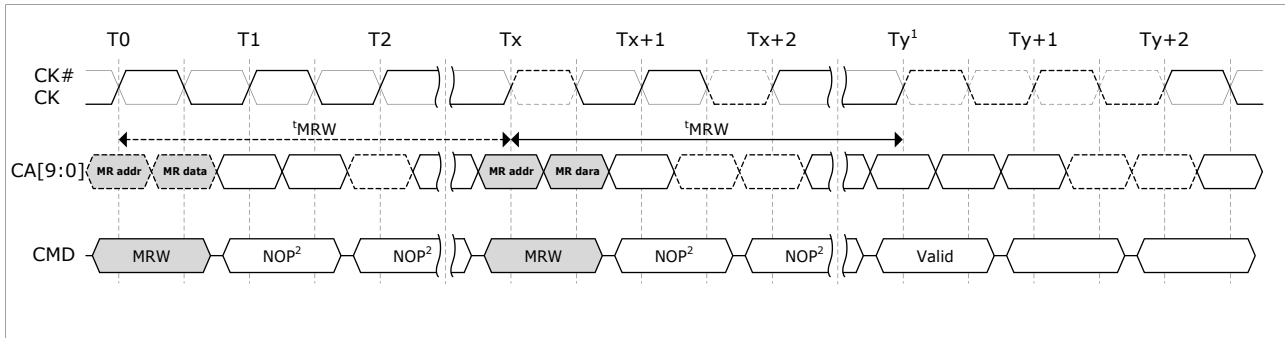 T0 T1 T2 Tx Tx+1 Tx+2 Ty¹ Ty+1 Ty+2
CK#
CK
tMRW tMRW
CA[9:0] MR addr MR data MR addr MR dara
CMD MRW NOP² NOP² MRW NOP² NOP² Valid